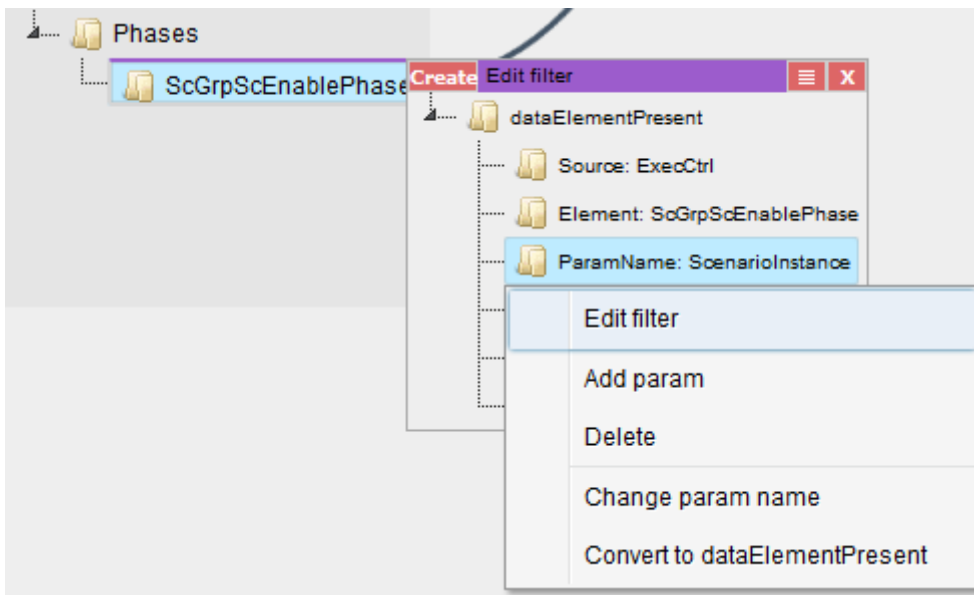 Phases
ScGrpScEnablePhase
Create Edit filter X
dataElementPresent
Source: ExecCtrl
Element: ScGrpScEnablePhase
ParamName: ScenarioInstance
Edit filter
Add param
Delete
Change param name
Convert to dataElementPresent